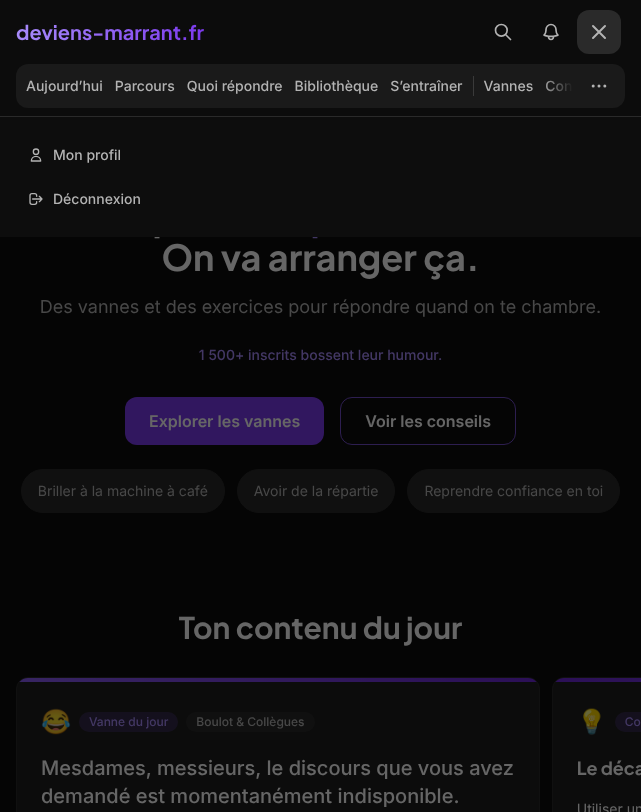 deviens-marrant.fr
Aujourd’hui Parcours Quoi répondre Bibliothèque S’entraîner Vannes
Mon profil
Déconnexion
On va arranger ça.
Des vannes et des exercices pour répondre quand on te chambre.
1 500+ inscrits bossent leur humour.
Explorer les vannes Voir les conseils
Briller à la machine à café Avoir de la répartie Reprendre confiance en toi
Ton contenu du jour
😂 Vanne du jour Boulot & Collègues 💡
Mesdames, messieurs, le discours que vous avez
demandé est momentanément indisponible.
Le
Utiliser